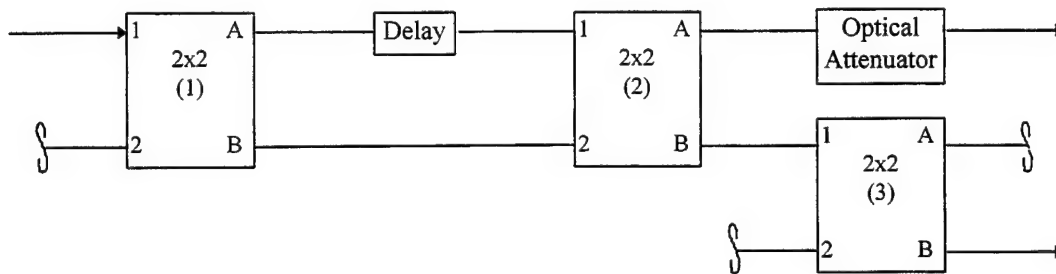 1 A
2x2
(1)
2 B
Delay
1 A
2x2
(2)
2 B
Optical
Attenuator
1 A
2x2
(3)
2 B